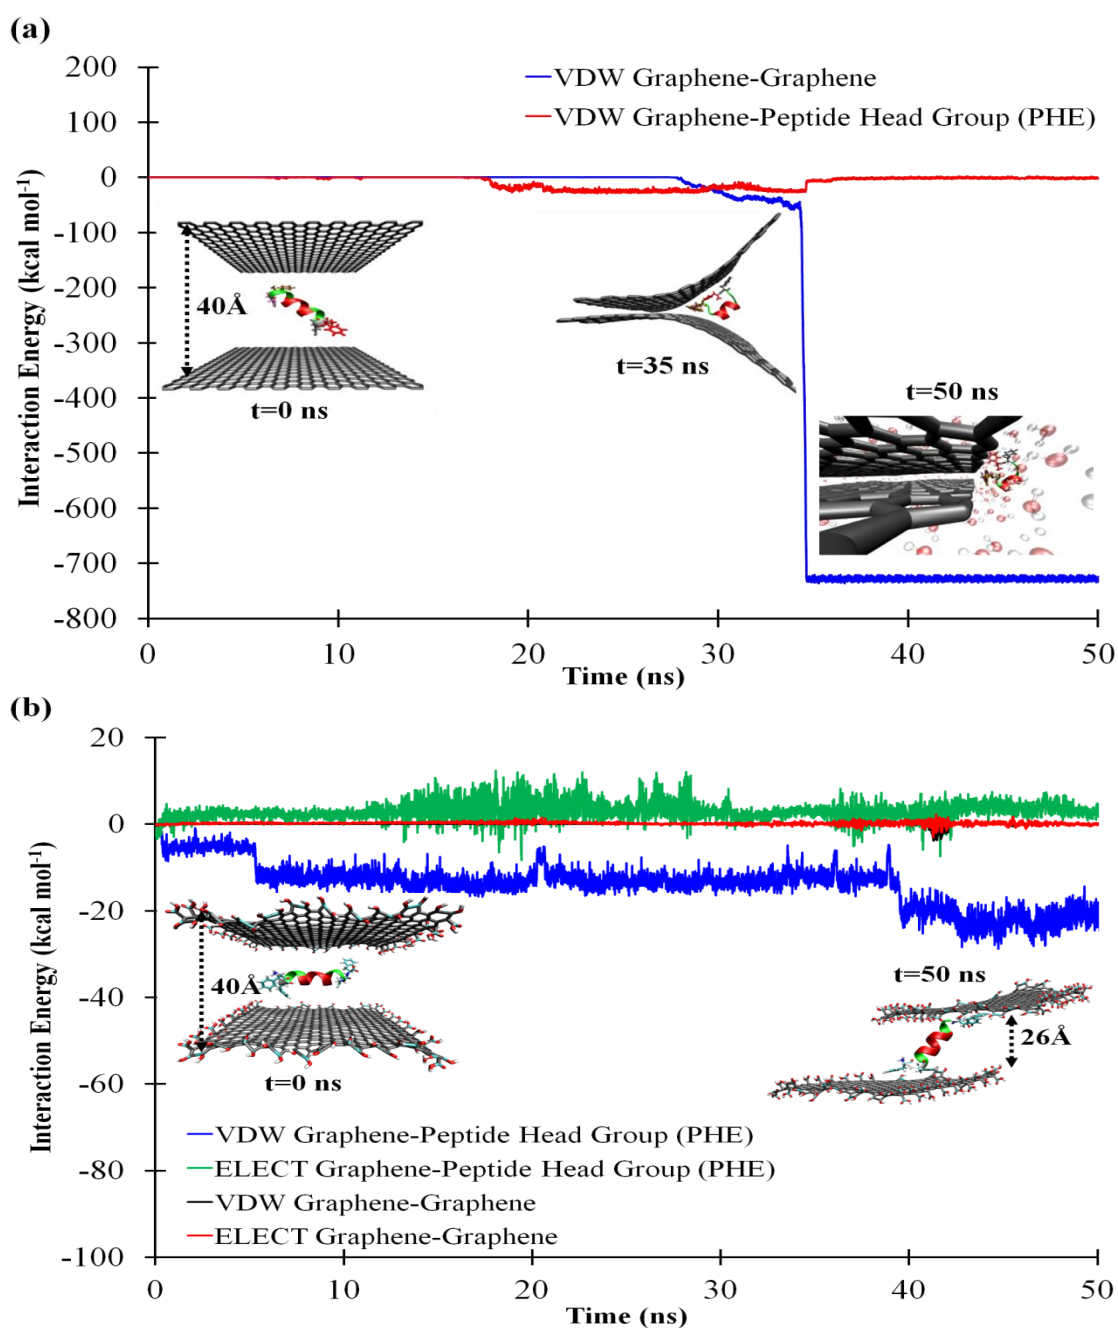 (a)
200
100
0
-100
-200
-300
-400
-500
-600
-700
-800
Interaction Energy (kcal mol⁻¹)
VDW Graphene-Graphene
VDW Graphene-Peptide Head Group (PHE)
40Å
t=0 ns
t=35 ns
t=50 ns
0 10 20 30 40 50
Time (ns)
(b)
20
0
-20
-40
-60
-80
-100
Interaction Energy (kcal mol⁻¹)
40Å
t=0 ns
t=50 ns
26Å
VDW Graphene-Peptide Head Group (PHE)
ELECT Graphene-Peptide Head Group (PHE)
VDW Graphene-Graphene
ELECT Graphene-Graphene
0 10 20 30 40 50
Time (ns)